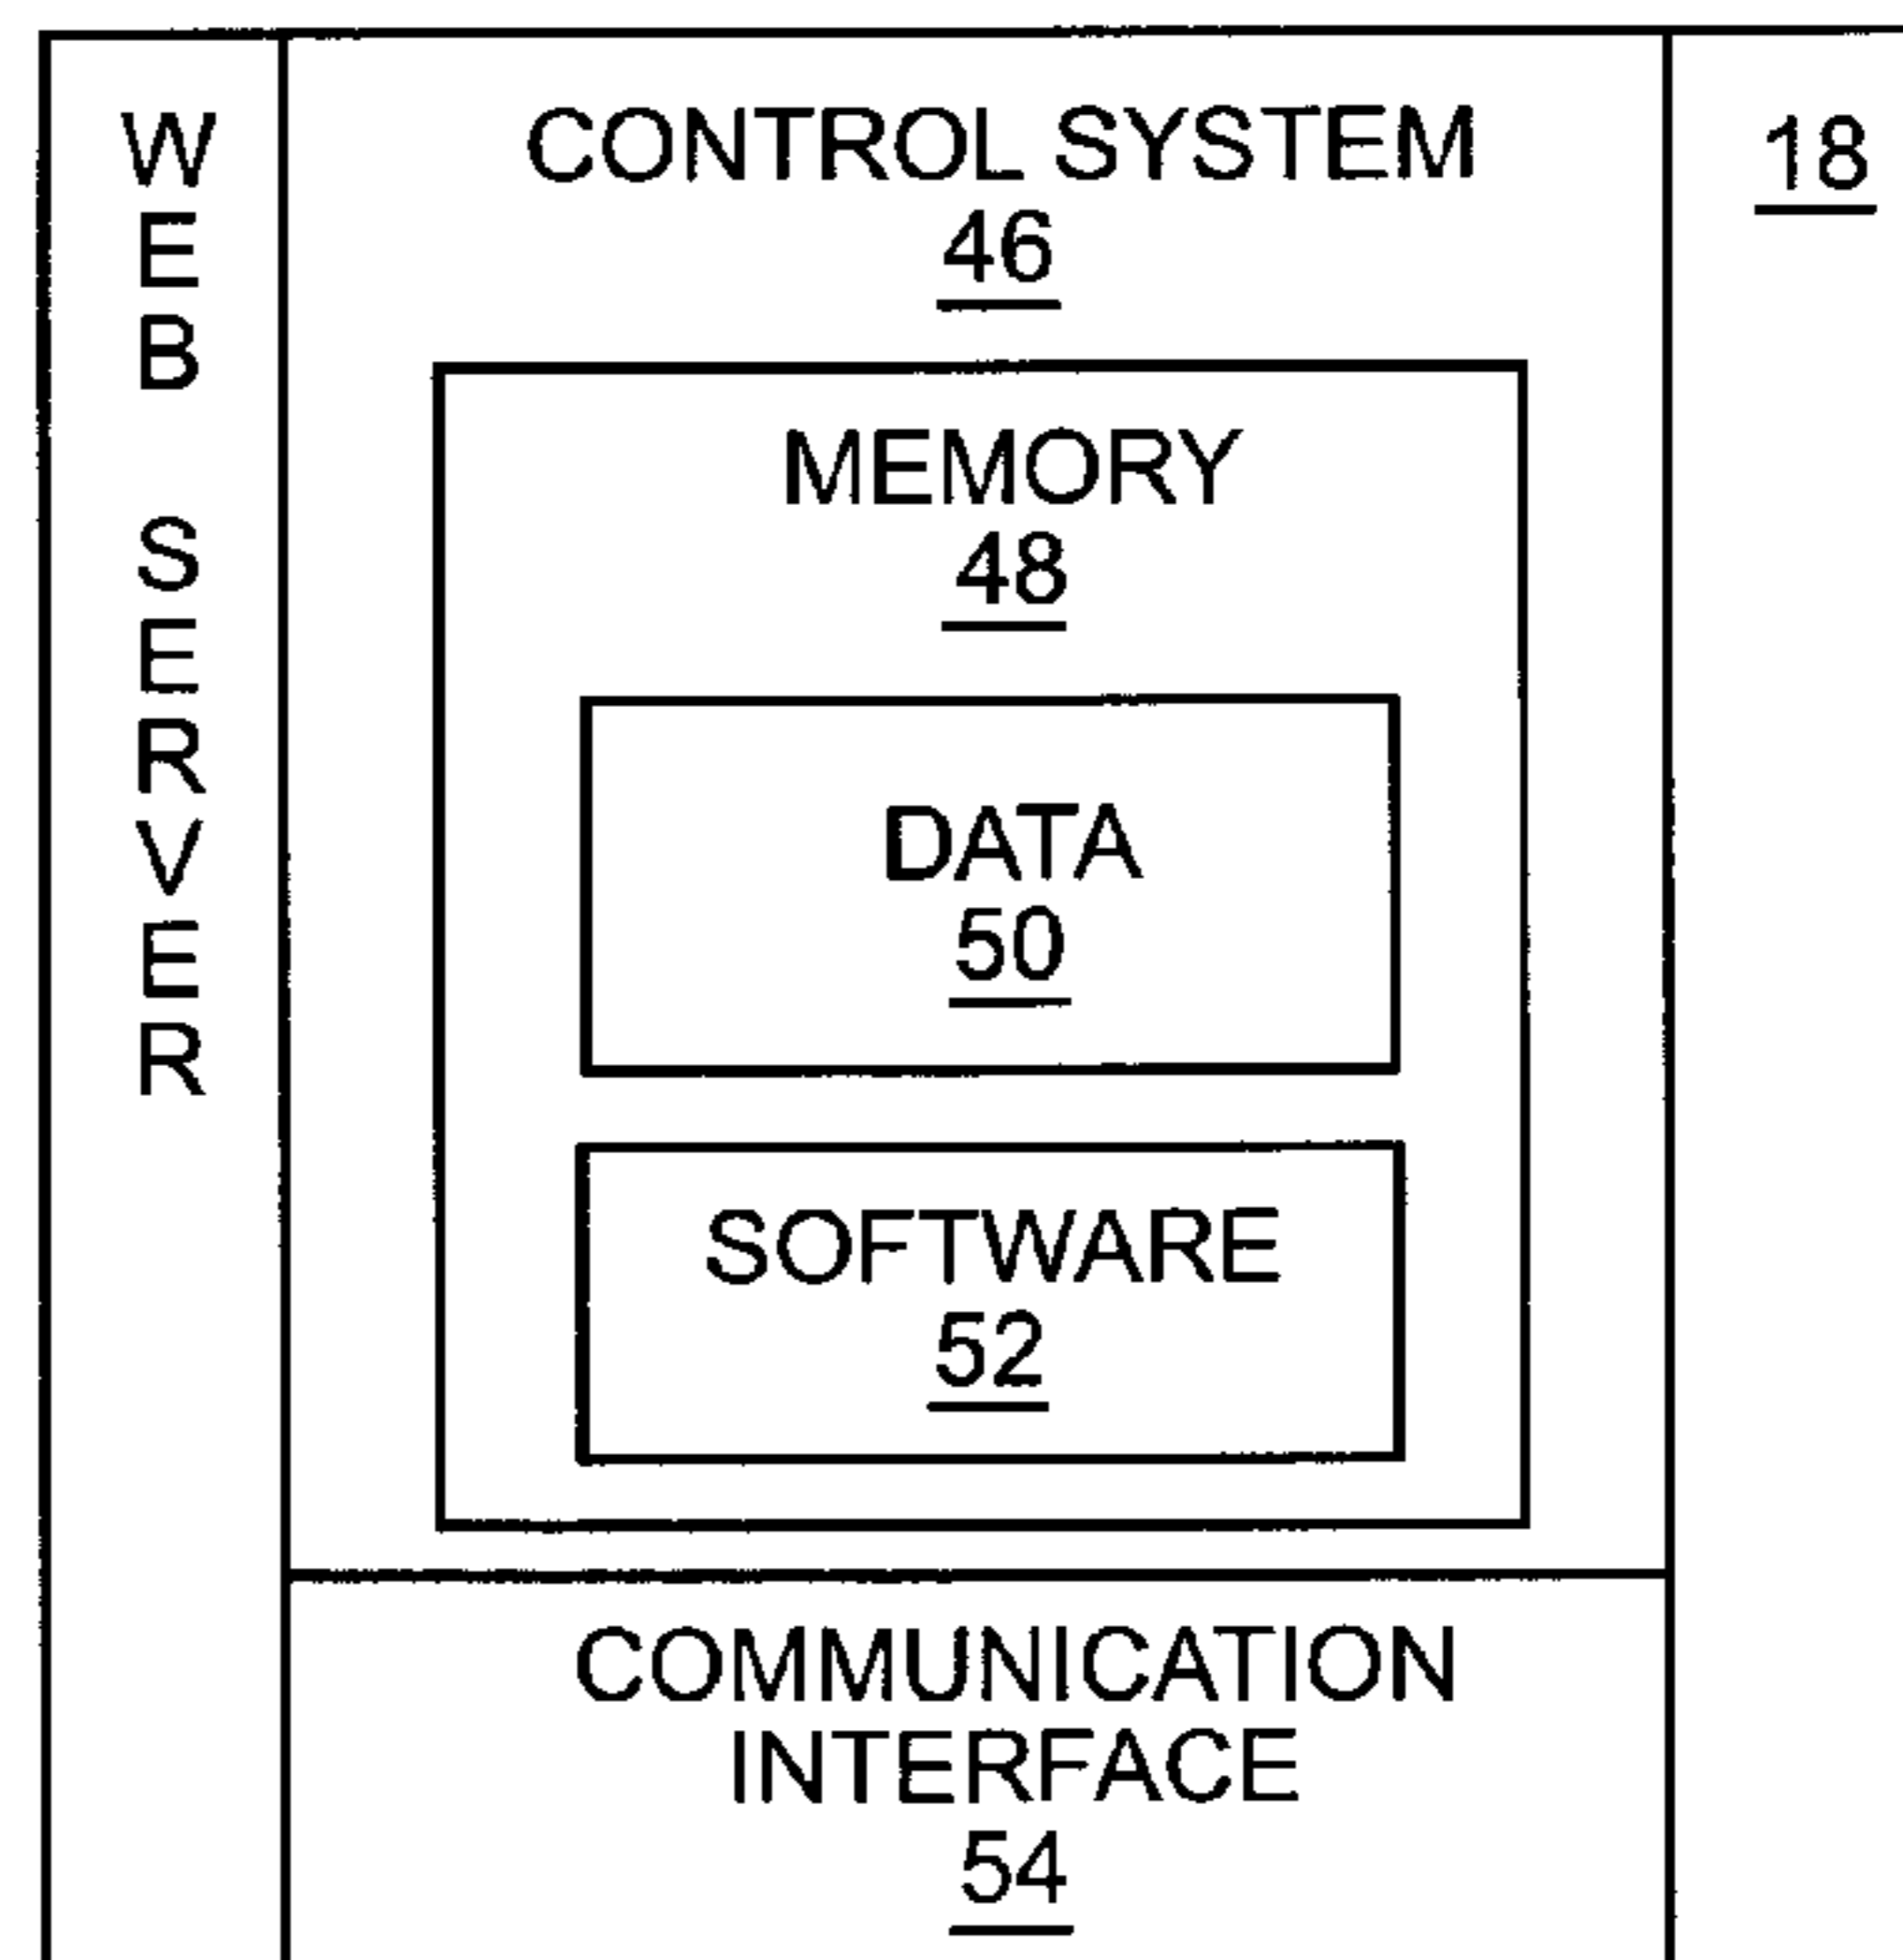 WEB SERVER
CONTROL SYSTEM
46
18
MEMORY
48
DATA
50
SOFTWARE
52
COMMUNICATION
INTERFACE
54